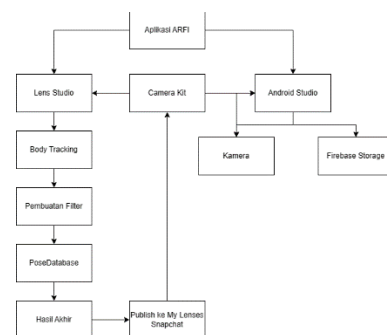 Aplikasi ARFI
Lens Studio
Camera Kit
Android Studio
Body Tracking
Kamera
Firebase Storage
Pembuatan Filter
PoseDatabase
Hasil Akhir
Publish ke My Lenses
Snapchat